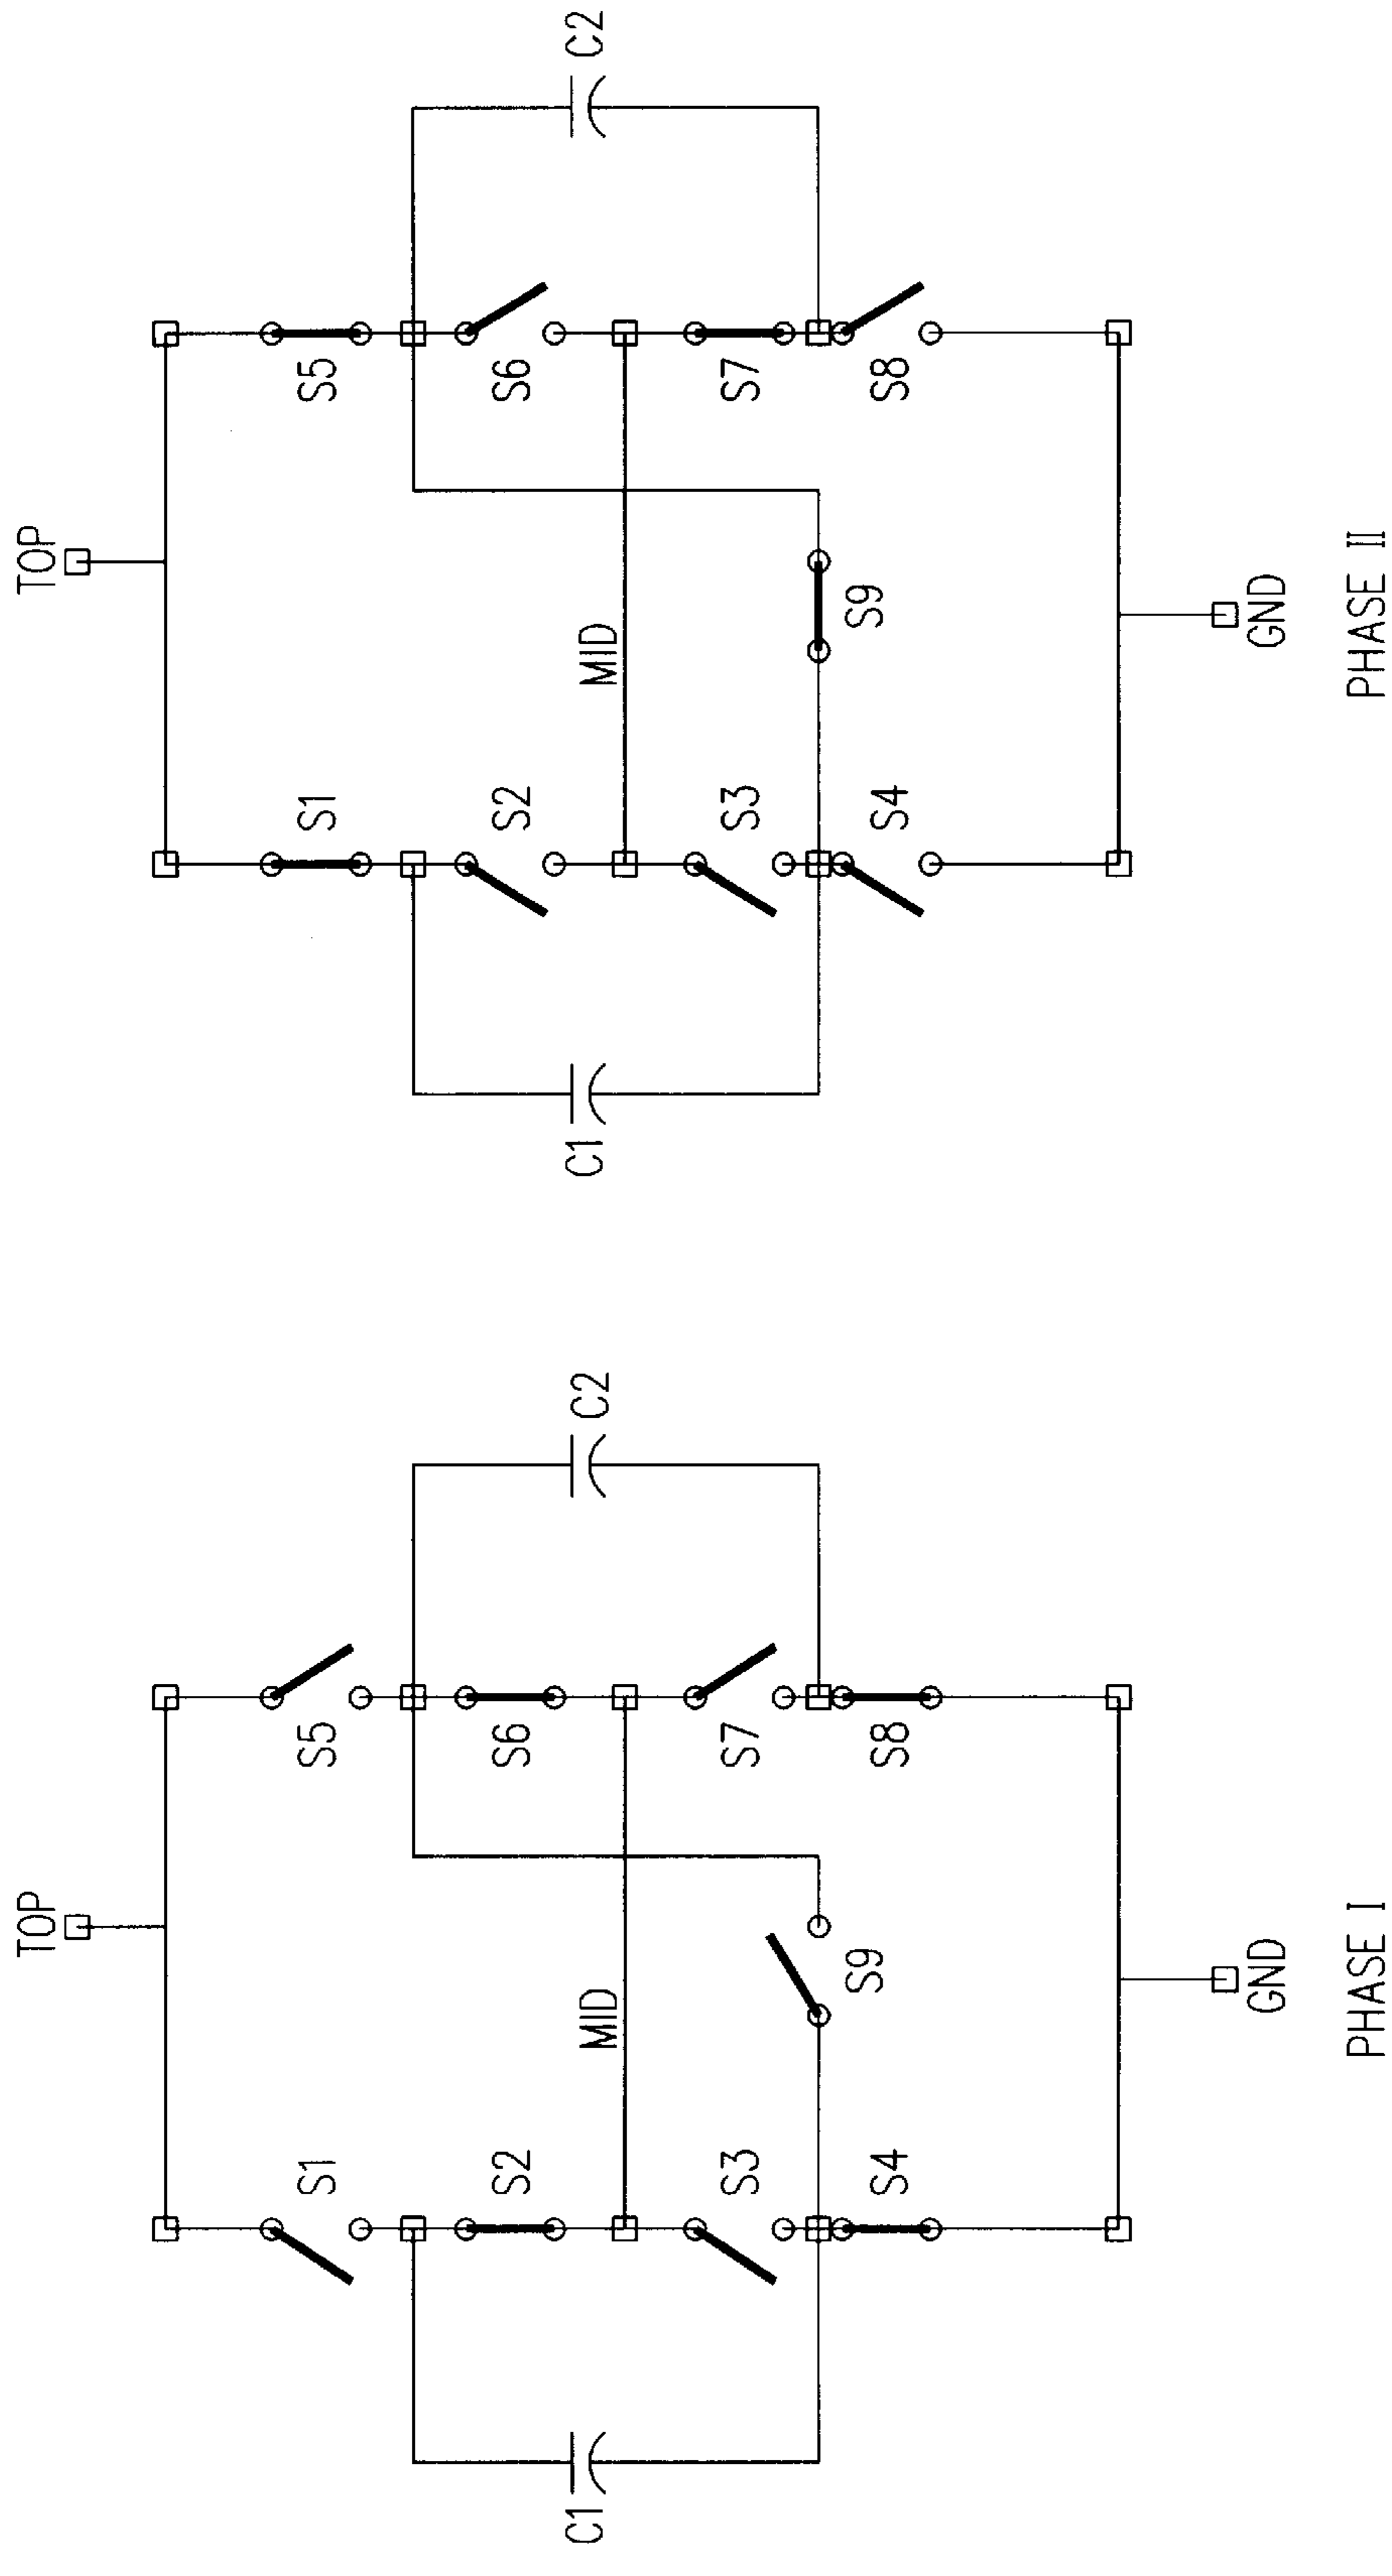 TOP
S1
S5
S2
S6
C1
MID
C2
S3
S7
S9
S4
S8
GND
PHASE I
TOP
S1
S5
S2
S6
C1
MID
C2
S3
S7
S9
S4
S8
GND
PHASE II